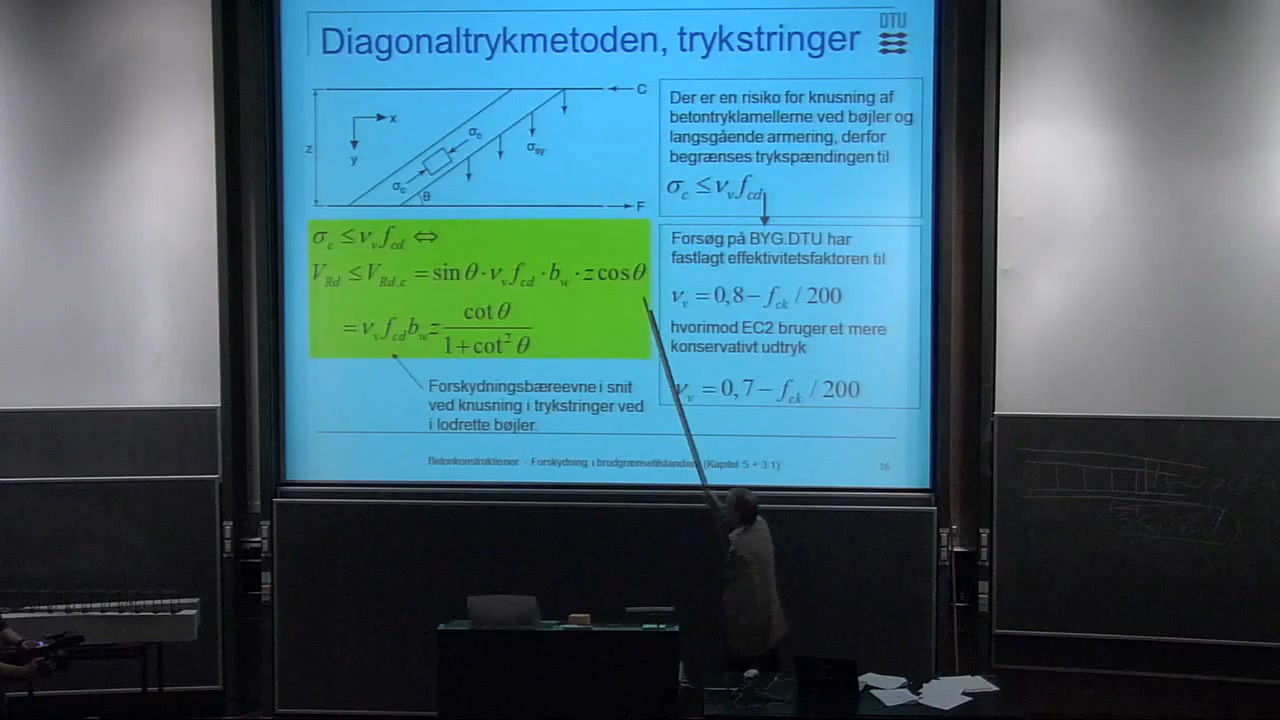 Diagonaltrykmetoden, trykstringer
DTU
C
x
y
z
σc
σc
σsy
θ
F
Der er en risiko for knusning af
betontryklamellerne ved bøjler og
langsgående armering, derfor
begrænses trykspændingen til
σc ≤ νv fcd
σc ≤ νv fcd ⇔
VRd ≤ VRd,c = sin θ · νv fcd · bw · z cos θ
= νv fcd bw z cot θ / (1 + cot² θ)
Forskydningsbæreevne i snit
ved knusning i trykstringer ved
i lodrette bøjler.
Forsøg på BYG.DTU har
fastlagt effektivitetsfaktoren til
νv = 0,8 − fck / 200
hvorimod EC2 bruger et mere
konservativt udtryk
νv = 0,7 − fck / 200
Betonkonstruktioner - Forskydning i brudgrænsetilstanden (Kapitel 5 + 3.1)
16